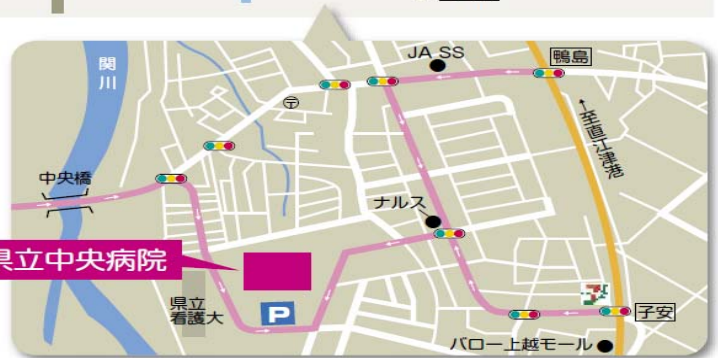 関
川
JA SS
鴨島
〒
←至直江津港
中央橋
ナルス
県立中央病院
県立
看護大
P
子安
バロー上越モール